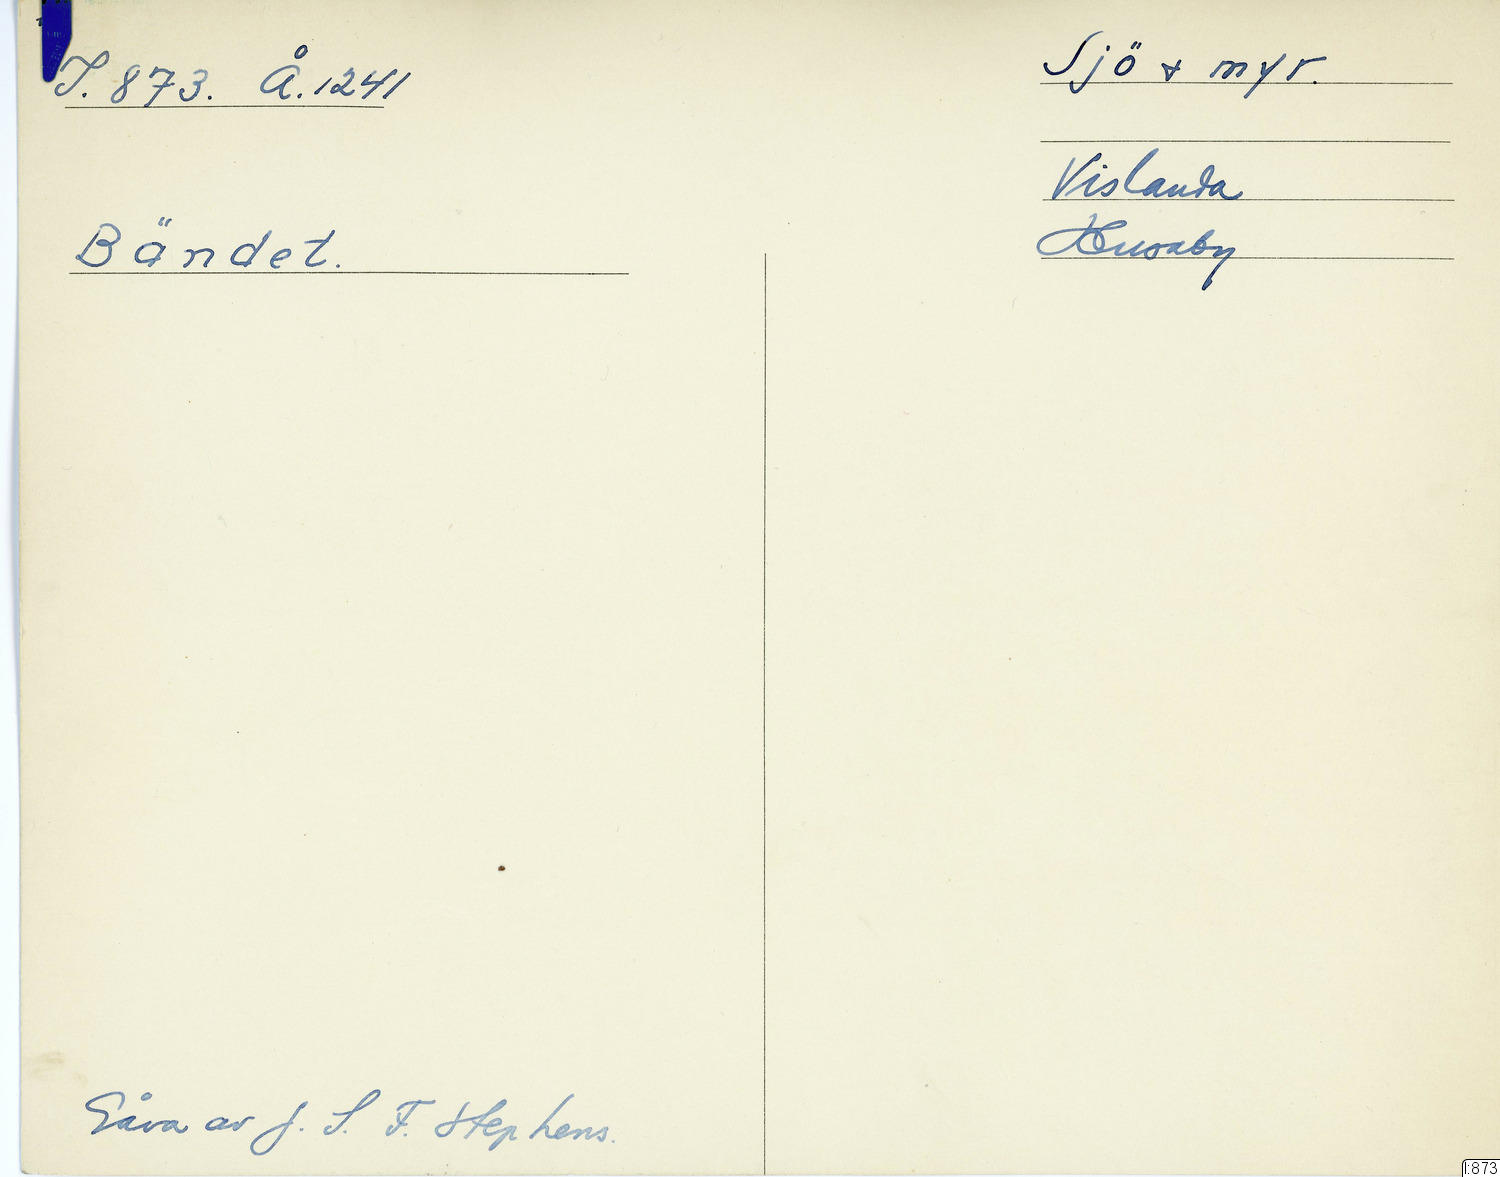 I. 873. Å. 1241
Sjö & myr.
Vislanda
Husaby
Bändet.
Gåva av J. S. F. Stephens.
I:873